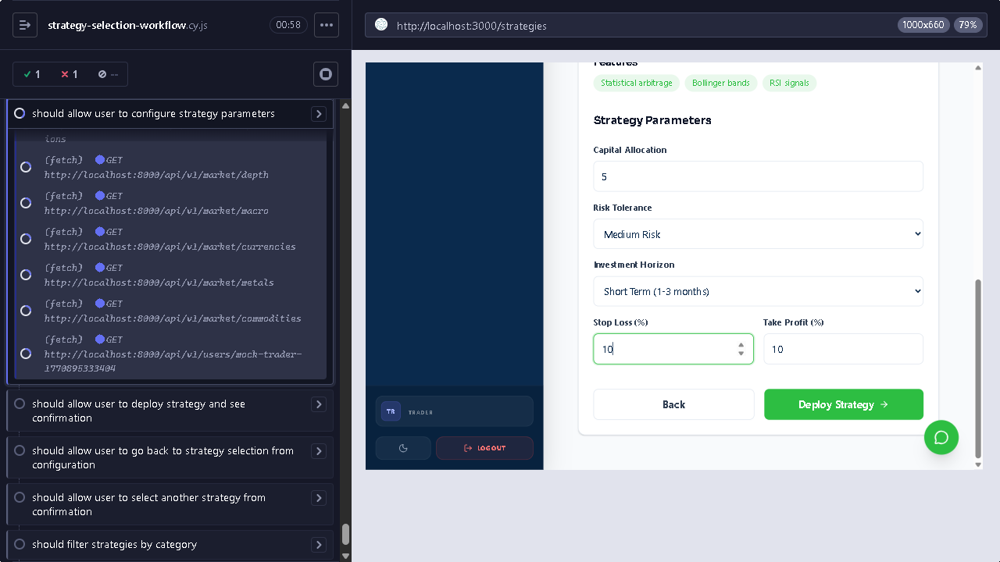 strategy-selection-workflow.cy.js
00:58
1
1
--
should allow user to configure strategy parameters
ions
(fetch) GET
http://localhost:8000/api/v1/market/depth
(fetch) GET
http://localhost:8000/api/v1/market/macro
(fetch) GET
http://localhost:8000/api/v1/market/currencies
(fetch) GET
http://localhost:8000/api/v1/market/metals
(fetch) GET
http://localhost:8000/api/v1/market/commodities
(fetch) GET
http://localhost:8000/api/v1/users/mock-trader-
1770895333404
should allow user to deploy strategy and see
confirmation
should allow user to go back to strategy selection from
configuration
should allow user to select another strategy from
confirmation
should filter strategies by category
http://localhost:3000/strategies
1000x660
79%
Features
Statistical arbitrage
Bollinger bands
RSI signals
Strategy Parameters
Capital Allocation
5
Risk Tolerance
Medium Risk
Investment Horizon
Short Term (1-3 months)
Stop Loss (%)
Take Profit (%)
10
10
Back
Deploy Strategy →
TR
TRADER
LOGOUT